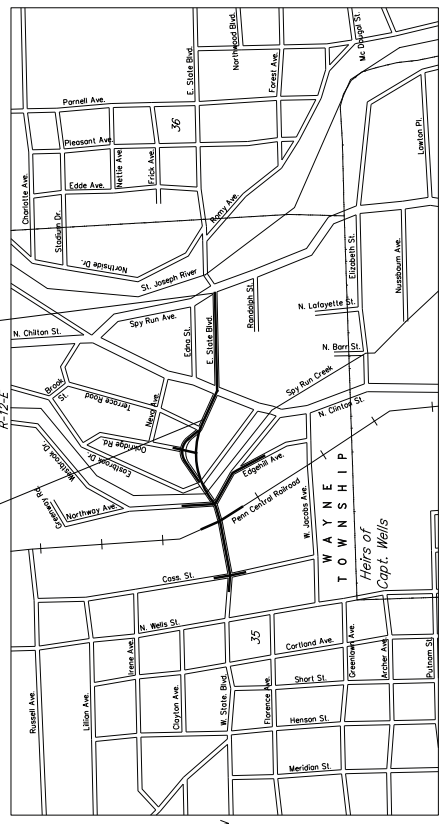 E. State Blvd.
Northwood Blvd.
Mc Dougal St.
Forest Ave.
Parnell Ave.
36
Pleasant Ave.
Charlotte Ave.
Nettie Ave.
Frick Ave.
Edde Ave.
Lawton Pl.
Stadium Dr.
Romy Ave.
Northside Dr.
St. Joseph River
Elizabeth St.
Nussbaum Ave.
Randolph St.
N. Lafayette St.
N. Chilton St.
Spy Run Ave.
Edna St.
E. State Blvd.
N. Barr St.
R-12-E
Brook St.
Terrace Road
Neva Ave.
Spy Run Creek
N. Clinton St.
Westbrook Dr.
Oakridge Rd.
Eastbrook Dr.
Edgehill Ave.
Greenway Rd.
Northway Ave.
Penn Central Railroad
W. Jacobs Ave.
WAYNE
TOWNSHIP
Heirs of
Capt. Wells
Cass. St.
N. Wells St.
35
Cortland Ave.
Irene Ave.
Greenlawn Ave.
Archer Ave.
Putnam St.
Short St.
Russell Ave.
Lillian Ave.
Clayton Ave.
W. State. Blvd.
Florence Ave.
Henson St.
Meridian St.